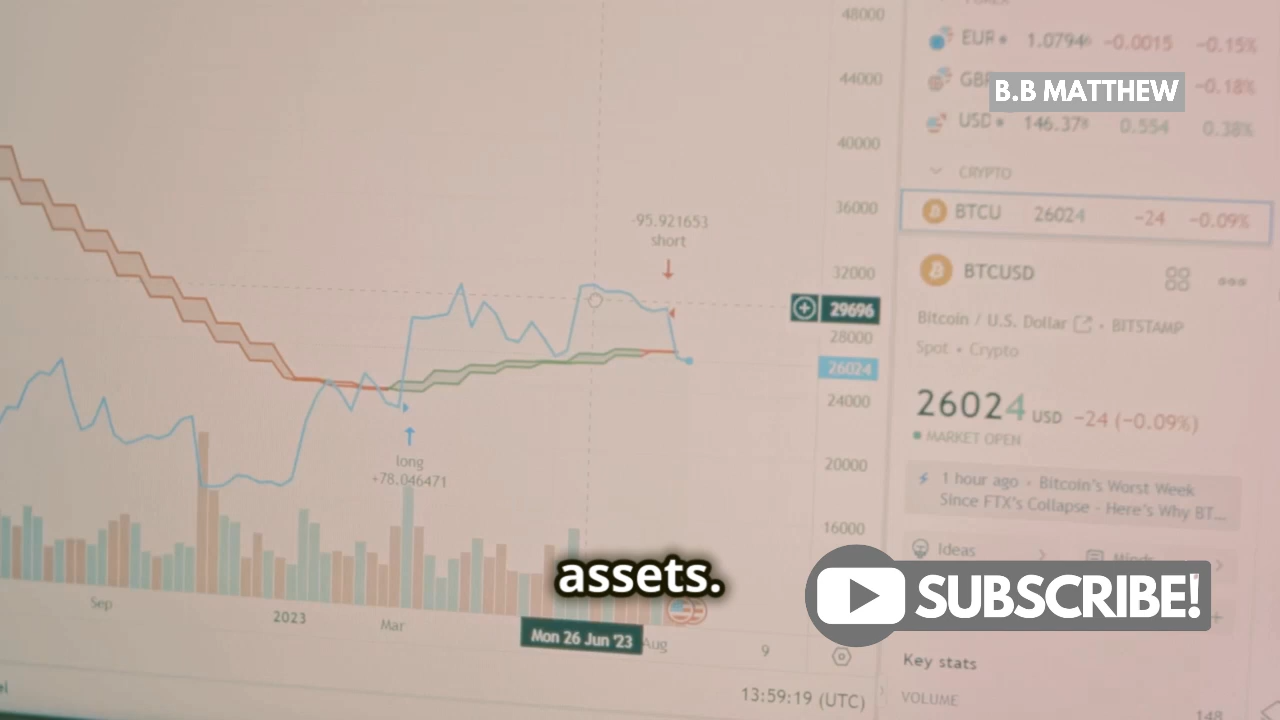 48000
44000
40000
36000
32000
29696
28000
26024
24000
20000
16000
-95.921653
short
long
+78.046471
Sep
2023
Mar
Mon 26 Jun '23
Aug
9
13:59:19 (UTC)
EUR 1.0794 -0.0015 -0.15%
B.B MATTHEW
-0.18%
USD 146.378 0.554 0.38%
CRYPTO
BTCU 26024 -24 -0.09%
BTCUSD
Bitcoin / U.S. Dollar • BITSTAMP
Spot • Crypto
26024 USD -24 (-0.09%)
MARKET OPEN
1 hour ago • Bitcoin's Worst Week
Since FTX's Collapse - Here's Why BT...
Ideas
assets.
SUBSCRIBE!
Key stats
VOLUME